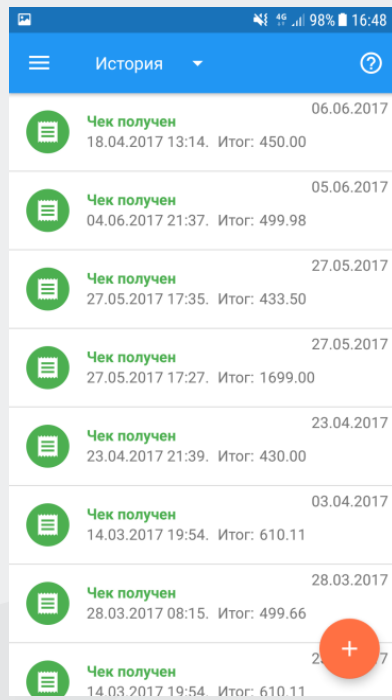 4G 98% 16:48
История
06.06.2017
Чек получен
18.04.2017 13:14. Итог: 450.00
05.06.2017
Чек получен
04.06.2017 21:37. Итог: 499.98
27.05.2017
Чек получен
27.05.2017 17:35. Итог: 433.50
27.05.2017
Чек получен
27.05.2017 17:27. Итог: 1699.00
23.04.2017
Чек получен
23.04.2017 21:39. Итог: 430.00
03.04.2017
Чек получен
14.03.2017 19:54. Итог: 610.11
28.03.2017
Чек получен
28.03.2017 08:15. Итог: 499.66
Чек получен
14.03.2017 19:54. Итог: 610.11